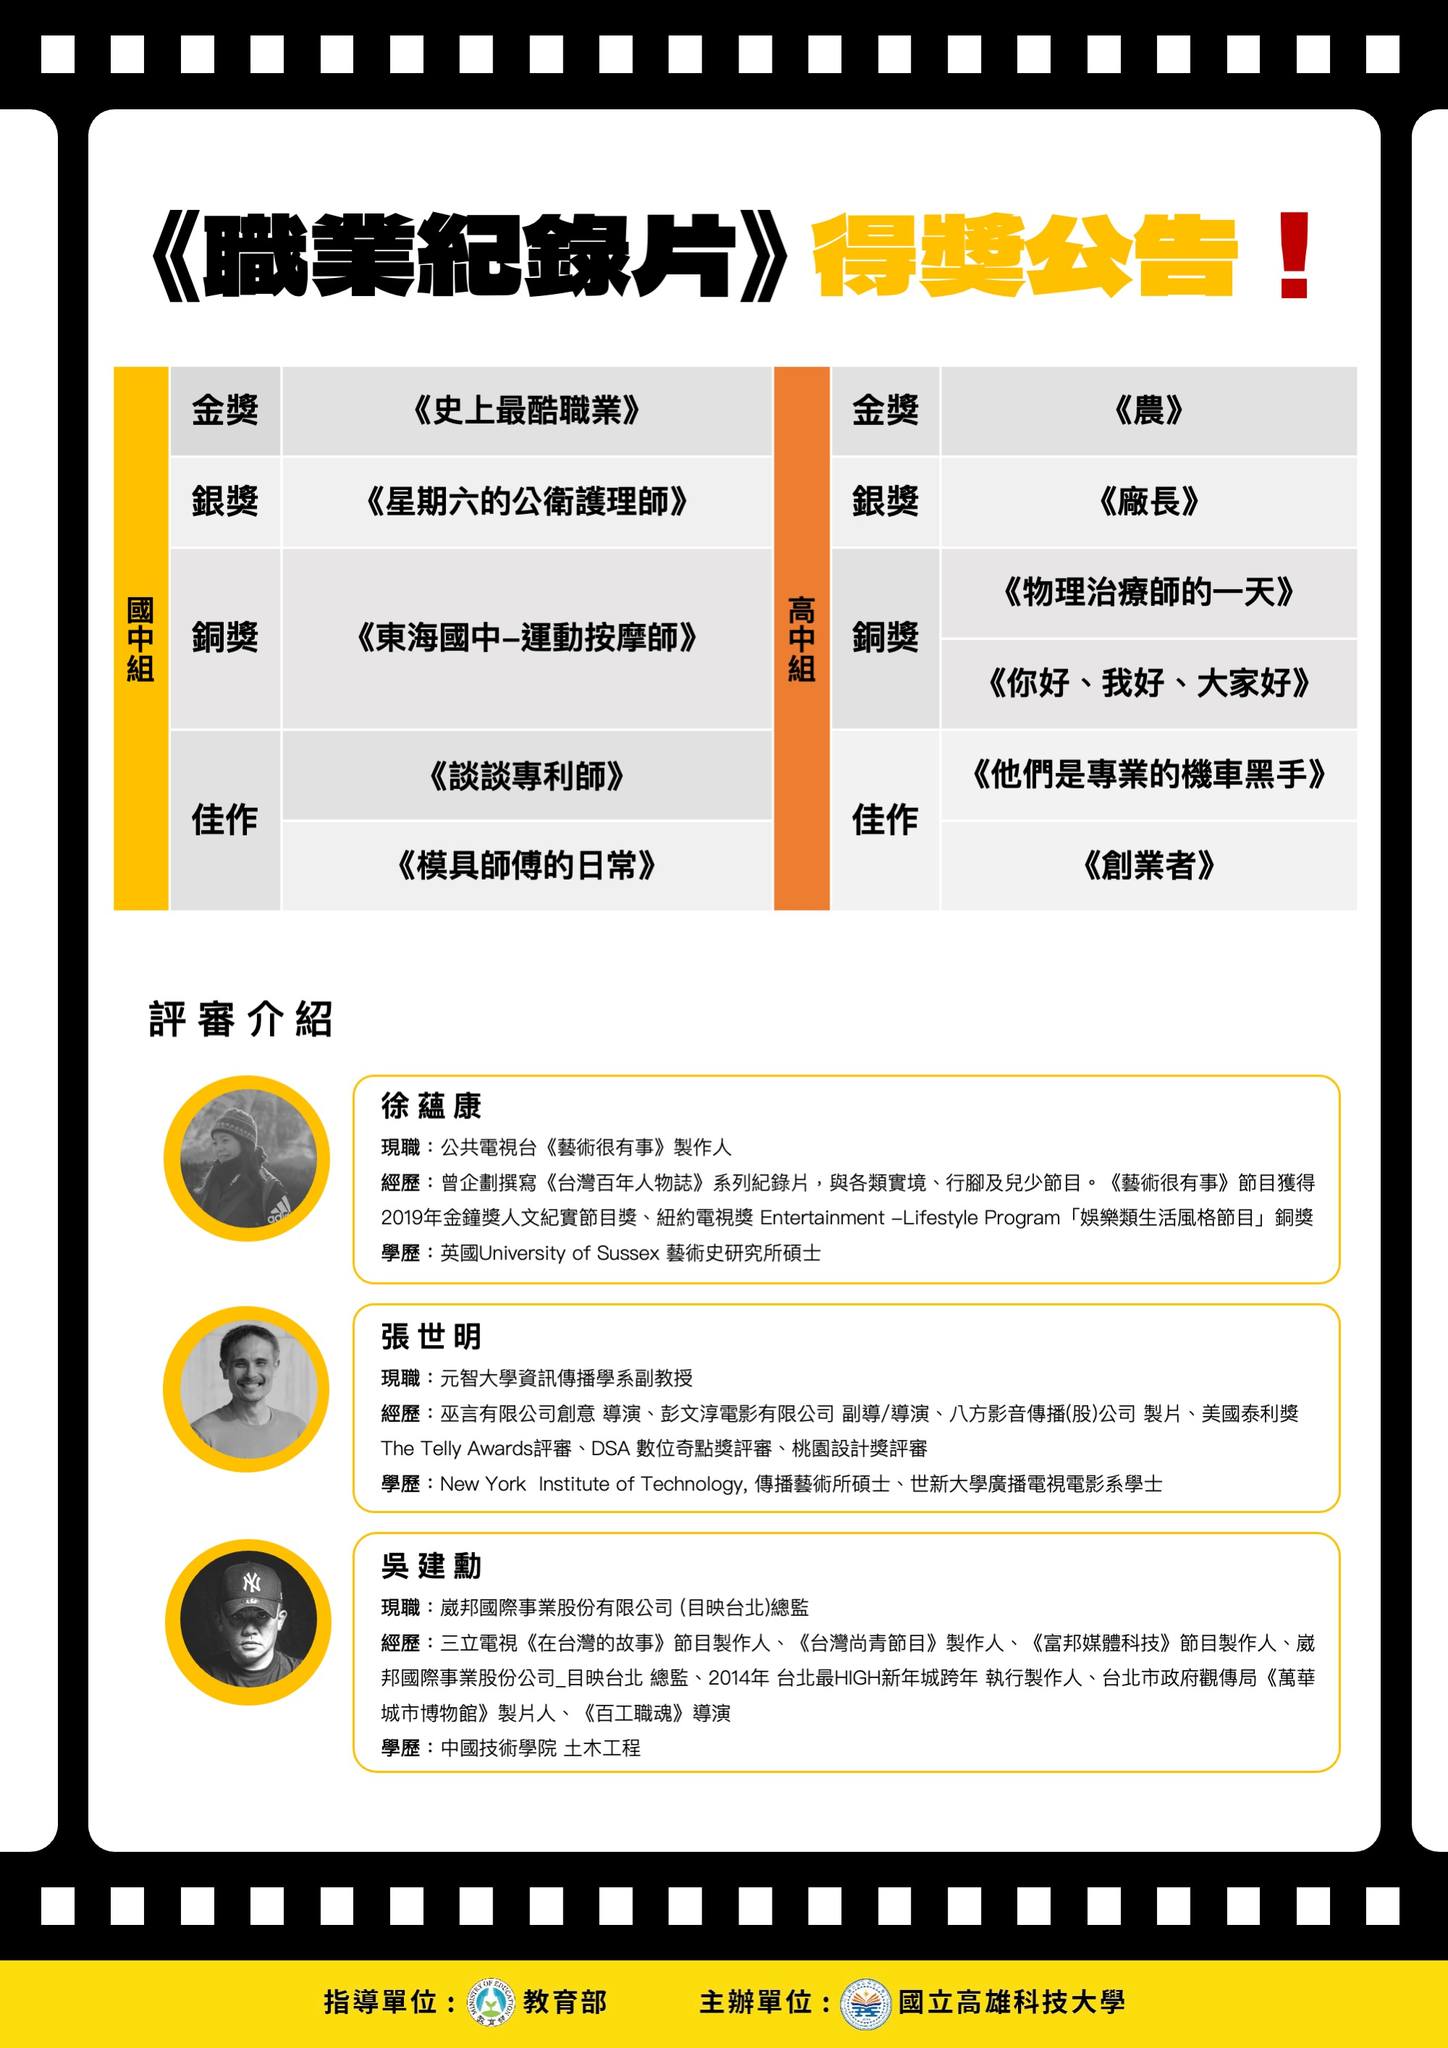 《職業紀錄片》得獎公告！
國中組
金獎
《史上最酷職業》
銀獎
《星期六的公衛護理師》
銅獎
《東海國中–運動按摩師》
佳作
《談談專利師》
《模具師傅的日常》
高中組
金獎
《農》
銀獎
《廠長》
銅獎
《物理治療師的一天》
《你好、我好、大家好》
佳作
《他們是專業的機車黑手》
《創業者》
評審介紹
徐蘊康
現職：公共電視台《藝術很有事》製作人
經歷：曾企劃撰寫《台灣百年人物誌》系列紀錄片，與各類實境、行腳及兒少節目。《藝術很有事》節目獲得
2019年金鐘獎人文紀實節目獎、紐約電視獎 Entertainment –Lifestyle Program「娛樂類生活風格節目」銅獎
學歷：英國University of Sussex 藝術史研究所碩士
adidas
張世明
現職：元智大學資訊傳播學系副教授
經歷：巫言有限公司創意 導演、彭文淳電影有限公司 副導/導演、八方影音傳播(股)公司 製片、美國泰利獎
The Telly Awards評審、DSA 數位奇點獎評審、桃園設計獎評審
學歷：New York  Institute of Technology, 傳播藝術所碩士、世新大學廣播電視電影系學士
NY
吳建勳
現職：崴邦國際事業股份有限公司 (目映台北)總監
經歷：三立電視《在台灣的故事》節目製作人、《台灣尚青節目》製作人、《富邦媒體科技》節目製作人、崴
邦國際事業股份公司_目映台北 總監、2014年 台北最HIGH新年城跨年 執行製作人、台北市政府觀傳局《萬華
城市博物館》製片人、《百工職魂》導演
學歷：中國技術學院 土木工程
指導單位：
MINISTRY OF EDUCATION
教育部
教育部
主辦單位：
國立高雄科技大學